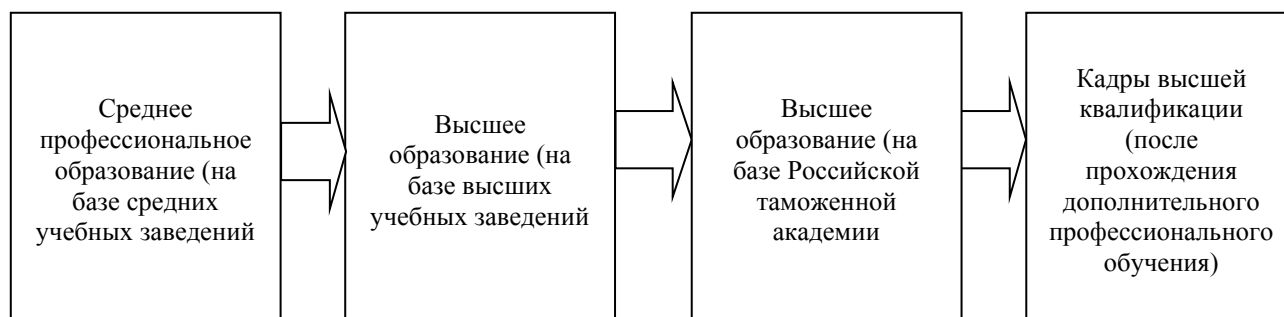 Среднее
профессиональное
образование (на
базе средних
учебных заведений
Высшее
образование (на
базе высших
учебных заведений
Высшее
образование (на
базе Российской
таможенной
академии
Кадры высшей
квалификации
(после
прохождения
дополнительного
профессионального
обучения)